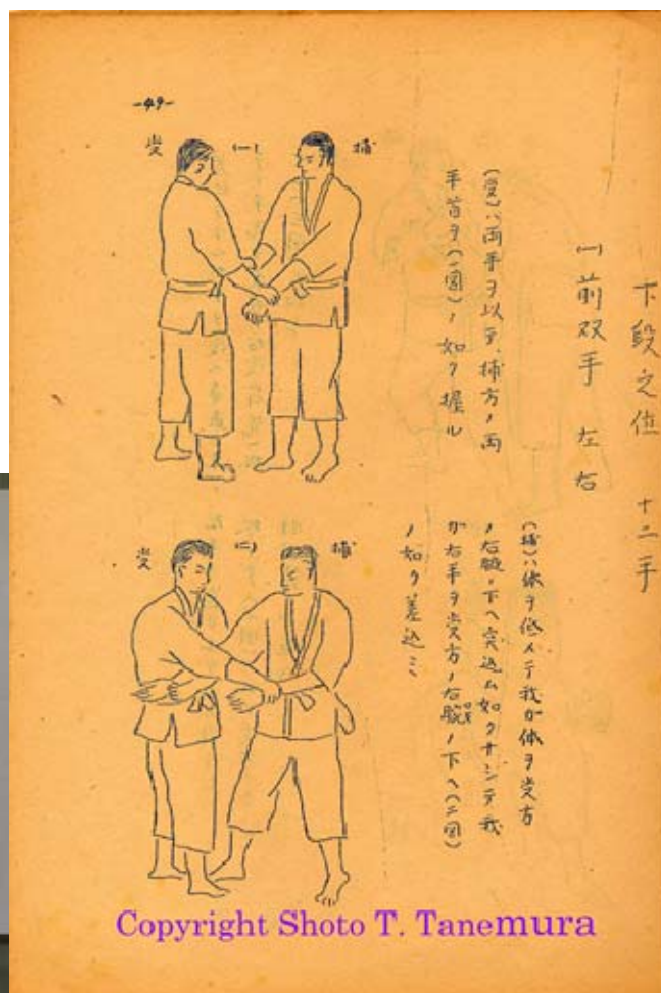 -49-
下段之位 十二手
(一)前双手 左右
(受)ハ両手ヲ以テ、捕方ノ両
手首ヲ(一図)ノ如ク握ル
捕
(一)
受
(捕)ハ体ヲ低メテ我ガ体ヲ受方
ノ右腋ノ下ヘ突込ム如クサシテ我
ガ右手ヲ受方ノ右腕ノ下ヘ(二図)
ノ如ク差込ミ
捕
(二)
受
Copyright Shoto T. Tanemura